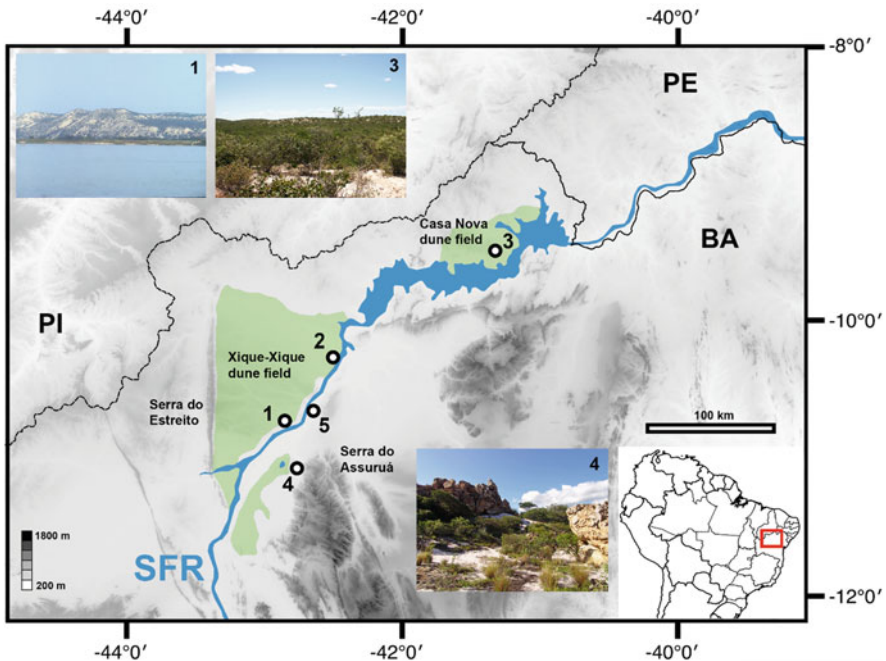 -44°0′ -42°0′ -40°0′
-8°0′
1
3
PE
Casa Nova
dune field
3
BA
-10°0′
PI
2
Xique-Xique
dune field
Serra do
Estreito
1
5
100 km
Serra do
Assuruá
4
4
1800 m
200 m
SFR
-12°0′
-44°0′ -42°0′ -40°0′